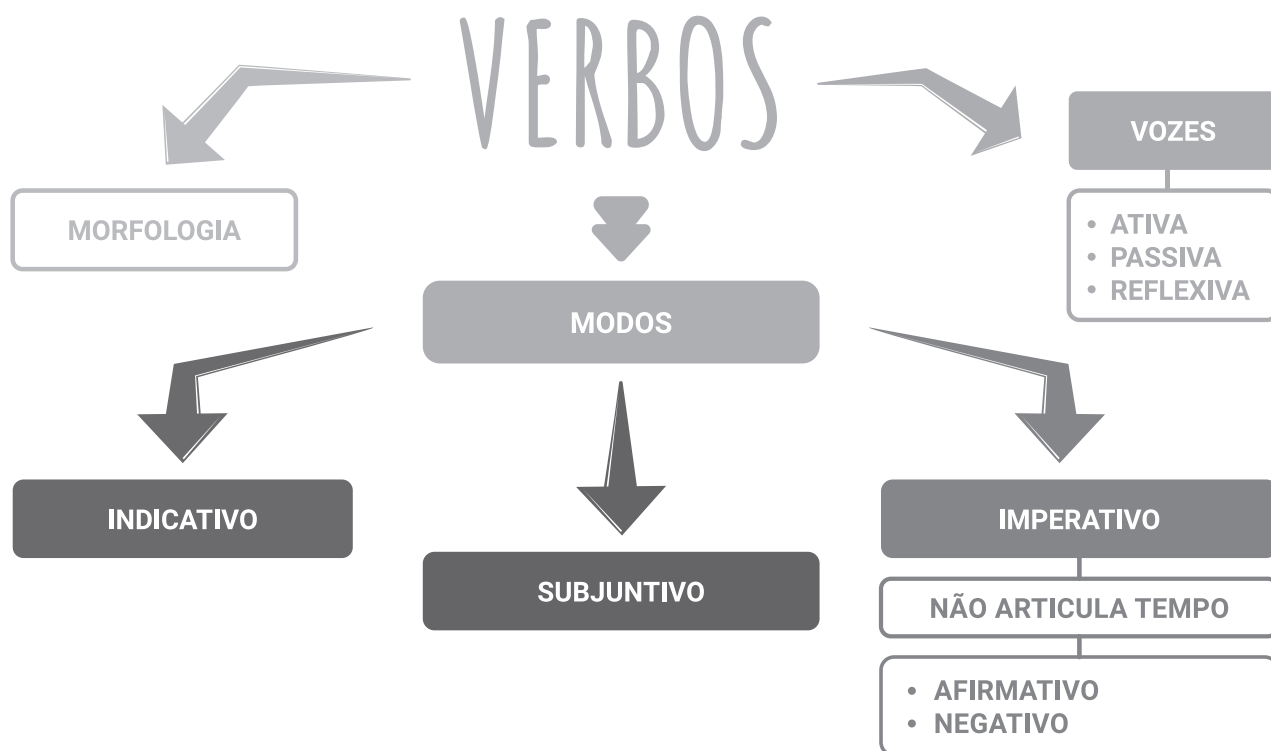 VERBOS
MORFOLOGIA
VOZES
• ATIVA
• PASSIVA
• REFLEXIVA
MODOS
INDICATIVO
SUBJUNTIVO
IMPERATIVO
NÃO ARTICULA TEMPO
• AFIRMATIVO
• NEGATIVO